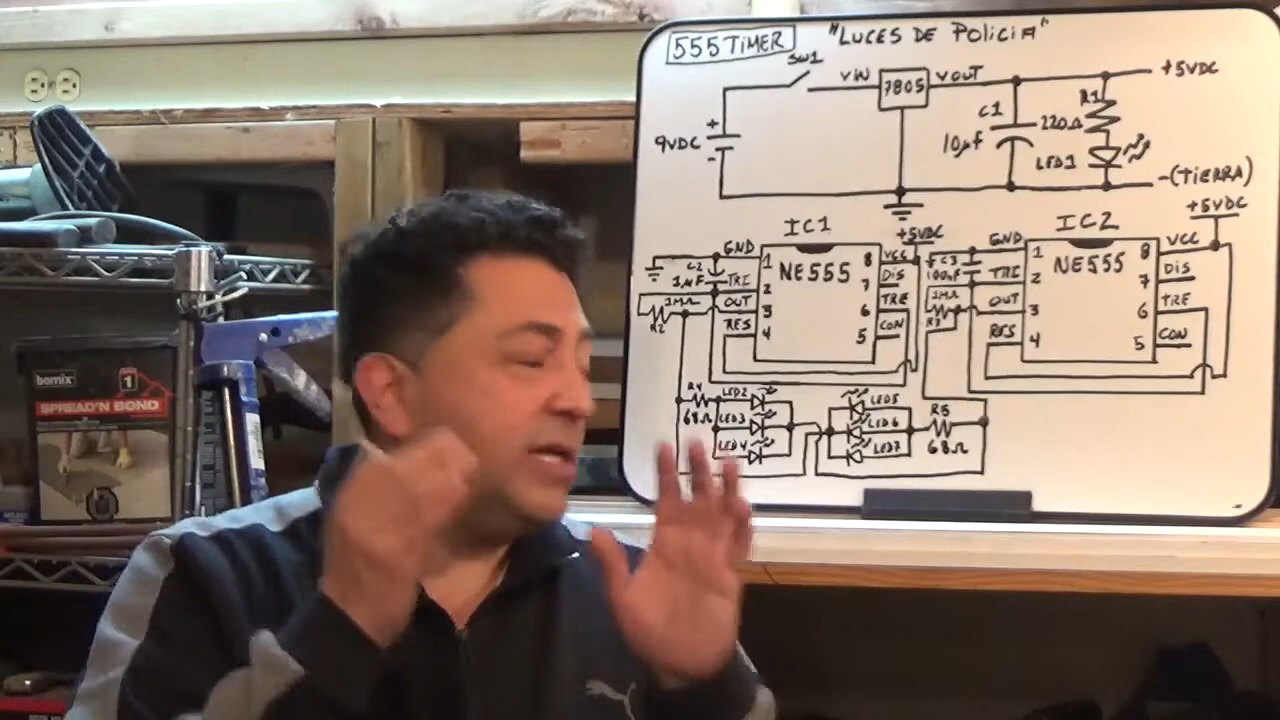 555 TIMER
"LUCES DE POLICIA"
SW1
VIN
7805
VOUT
+5VDC
9VDC
+
-
C1
10μf
R1
220Ω
LED1
-(TIERRA)
IC1
NE555
GND
TRI
OUT
RES
1
2
3
4
8
7
6
5
VCC
DIS
TRE
CON
+5VDC
C2
1μF
1MΩ
R2
IC2
NE555
GND
TRI
OUT
RES
1
2
3
4
8
7
6
5
VCC
DIS
TRE
CON
+5VDC
C3
100μF
1MΩ
R3
R4
68Ω
LED2
LED3
LED4
LED5
LED6
LED7
R5
68Ω
bomix
1
SPREAD'N BOND